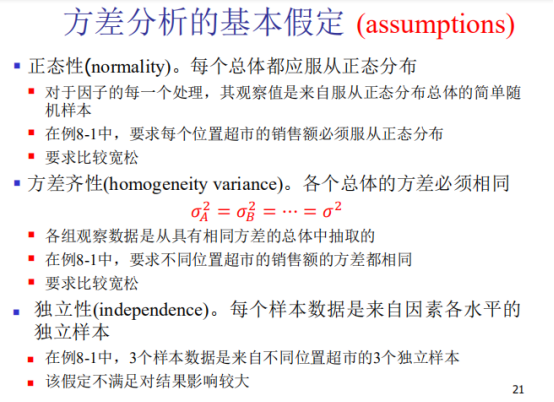 方差分析的基本假定 (assumptions)
正态性(normality)。每个总体都应服从正态分布
对于因子的每一个处理，其观察值是来自服从正态分布总体的简单随
机样本
在例8-1中，要求每个位置超市的销售额必须服从正态分布
要求比较宽松
方差齐性(homogeneity variance)。各个总体的方差必须相同
σ_A^2 = σ_B^2 = ⋯ = σ^2
各组观察数据是从具有相同方差的总体中抽取的
在例8-1中，要求不同位置超市的销售额的方差都相同
要求比较宽松
独立性(independence)。每个样本数据是来自因素各水平的
独立样本
在例8-1中，3个样本数据是来自不同位置超市的3个独立样本
该假定不满足对结果影响较大
21